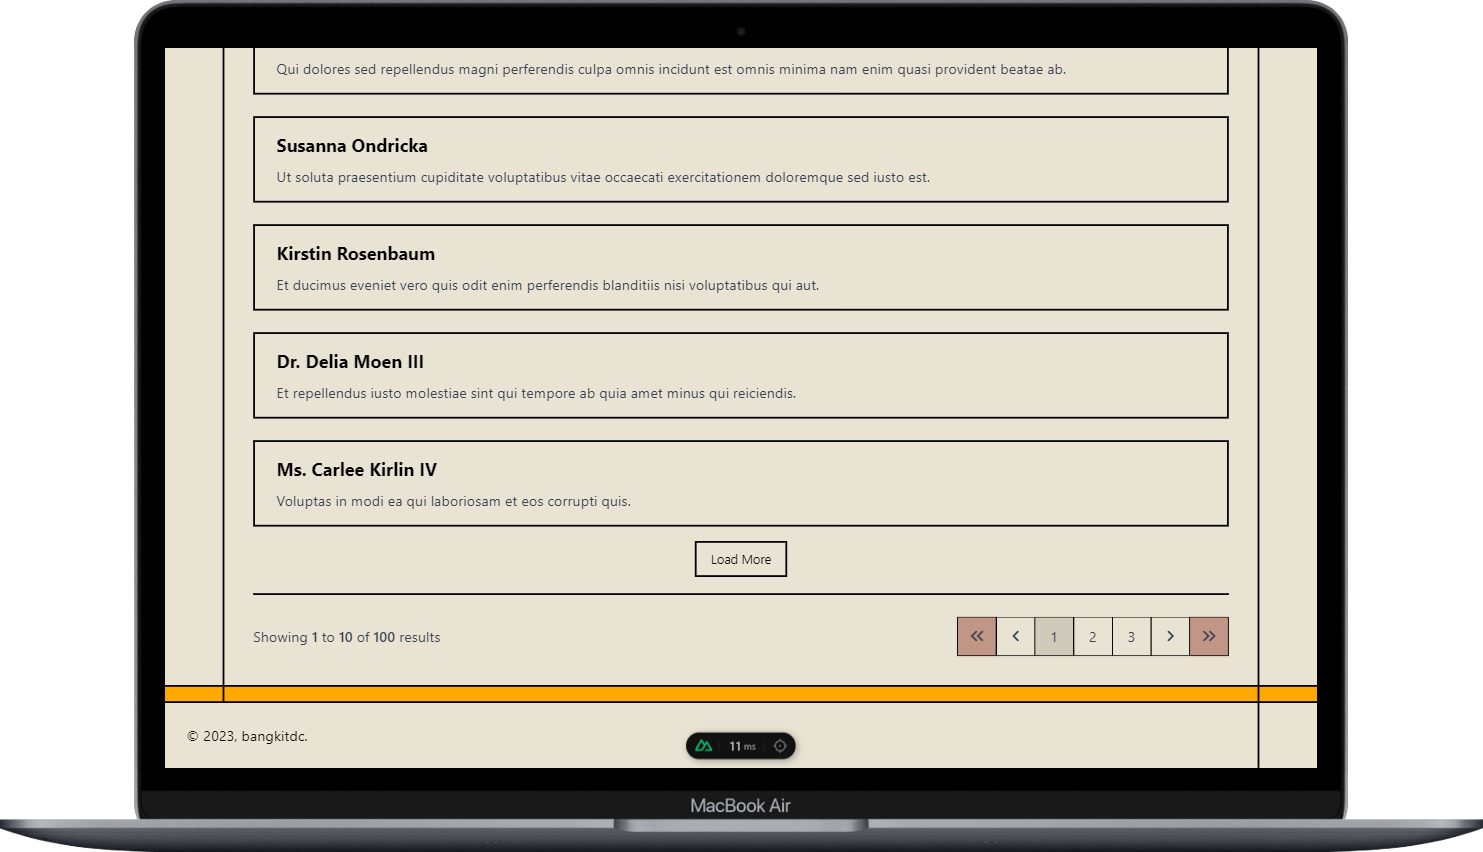 Qui dolores sed repellendus magni perferendis culpa omnis incidunt est omnis minima nam enim quasi provident beatae ab.
Susanna Ondricka
Ut soluta praesentium cupiditate voluptatibus vitae occaecati exercitationem doloremque sed iusto est.
Kirstin Rosenbaum
Et ducimus eveniet vero quis odit enim perferendis blanditiis nisi voluptatibus qui aut.
Dr. Delia Moen III
Et repellendus iusto molestiae sint qui tempore ab quia amet minus qui reiciendis.
Ms. Carlee Kirlin IV
Voluptas in modi ea qui laboriosam et eos corrupti quis.
Load More
Showing 1 to 10 of 100 results
1 2 3
© 2023, bangkitdc.
11 ms
MacBook Air